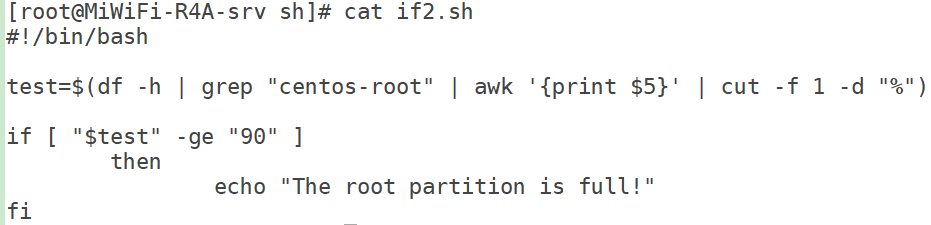 [root@MiWiFi-R4A-srv sh]# cat if2.sh
#!/bin/bash

test=$(df -h | grep "centos-root" | awk '{print $5}' | cut -f 1 -d "%")

if [ "$test" -ge "90" ]
        then
                echo "The root partition is full!"
fi